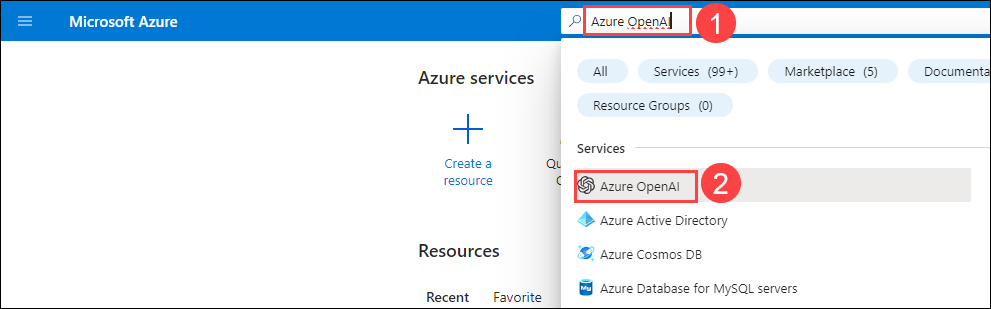 Microsoft Azure
Azure OpenAI
1
All
Services (99+)
Marketplace (5)
Documenta
Resource Groups (0)
Azure services
Create a
resource
Qu
Services
Azure OpenAI
2
Azure Active Directory
Azure Cosmos DB
My
Azure Database for MySQL servers
Resources
Recent
Favorite